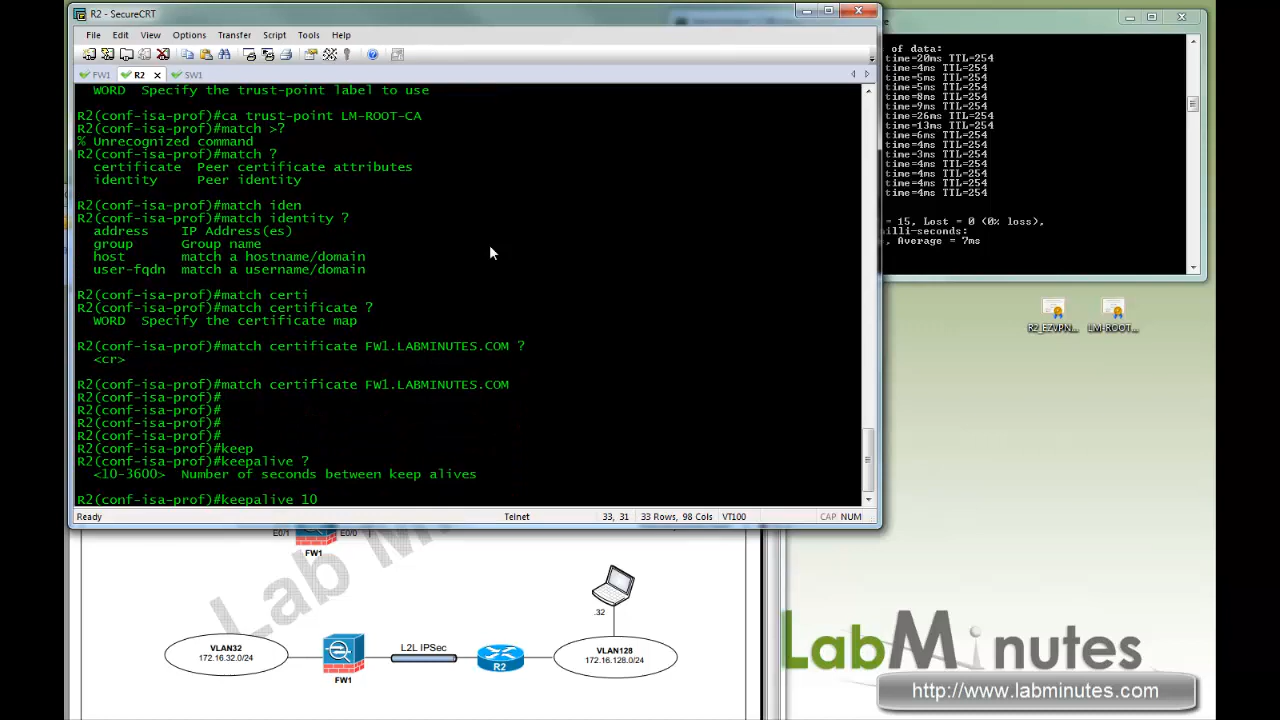 R2 - SecureCRT
File Edit View Options Transfer Script Tools Help
FW1 R2 SW1
WORD Specify the trust-point label to use
R2(conf-isa-prof)#ca trust-point LM-ROOT-CA
R2(conf-isa-prof)#match >?
% Unrecognized command
R2(conf-isa-prof)#match ?
certificate Peer certificate attributes
identity Peer identity
R2(conf-isa-prof)#match iden
R2(conf-isa-prof)#match identity ?
address IP Address(es)
group Group name
host match a hostname/domain
user-fqdn match a username/domain
R2(conf-isa-prof)#match certi
R2(conf-isa-prof)#match certificate ?
WORD Specify the certificate map
R2(conf-isa-prof)#match certificate FW1.LABMINUTES.COM ?
<cr>
R2(conf-isa-prof)#match certificate FW1.LABMINUTES.COM
R2(conf-isa-prof)#
R2(conf-isa-prof)#
R2(conf-isa-prof)#
R2(conf-isa-prof)#
R2(conf-isa-prof)#keep
R2(conf-isa-prof)#keepalive ?
<10-3600> Number of seconds between keep alives
R2(conf-isa-prof)#keepalive 10
Ready Telnet 33, 31 33 Rows, 98 Cols VT100 CAP NUM
of data:
time=20ms TTL=254
time=4ms TTL=254
time=5ms TTL=254
time=5ms TTL=254
time=8ms TTL=254
time=9ms TTL=254
time=26ms TTL=254
time=13ms TTL=254
time=6ms TTL=254
time=4ms TTL=254
time=3ms TTL=254
time=4ms TTL=254
time=4ms TTL=254
time=4ms TTL=254
time=4ms TTL=254
= 15, Lost = 0 (0% loss),
illi-seconds:
, Average = 7ms
R2_EZVPN... LM-ROOT...
E0/1 E0/0
FW1
Lab M
.32
VLAN32
172.16.32.0/24
L2L IPSec
R2
VLAN128
172.16.128.0/24
FW1
LabMinutes
http://www.labminutes.com